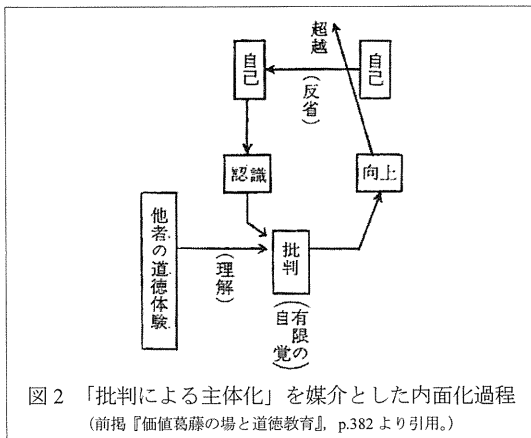 超越
自己
自己
(反省)
認識
向上
他者の道徳体験
(理解)
批判
(有限の
自覚)
図2 「批判による主体化」を媒介とした内面化過程
(前掲『価値葛藤の場と道徳教育』, p.382 より引用。)